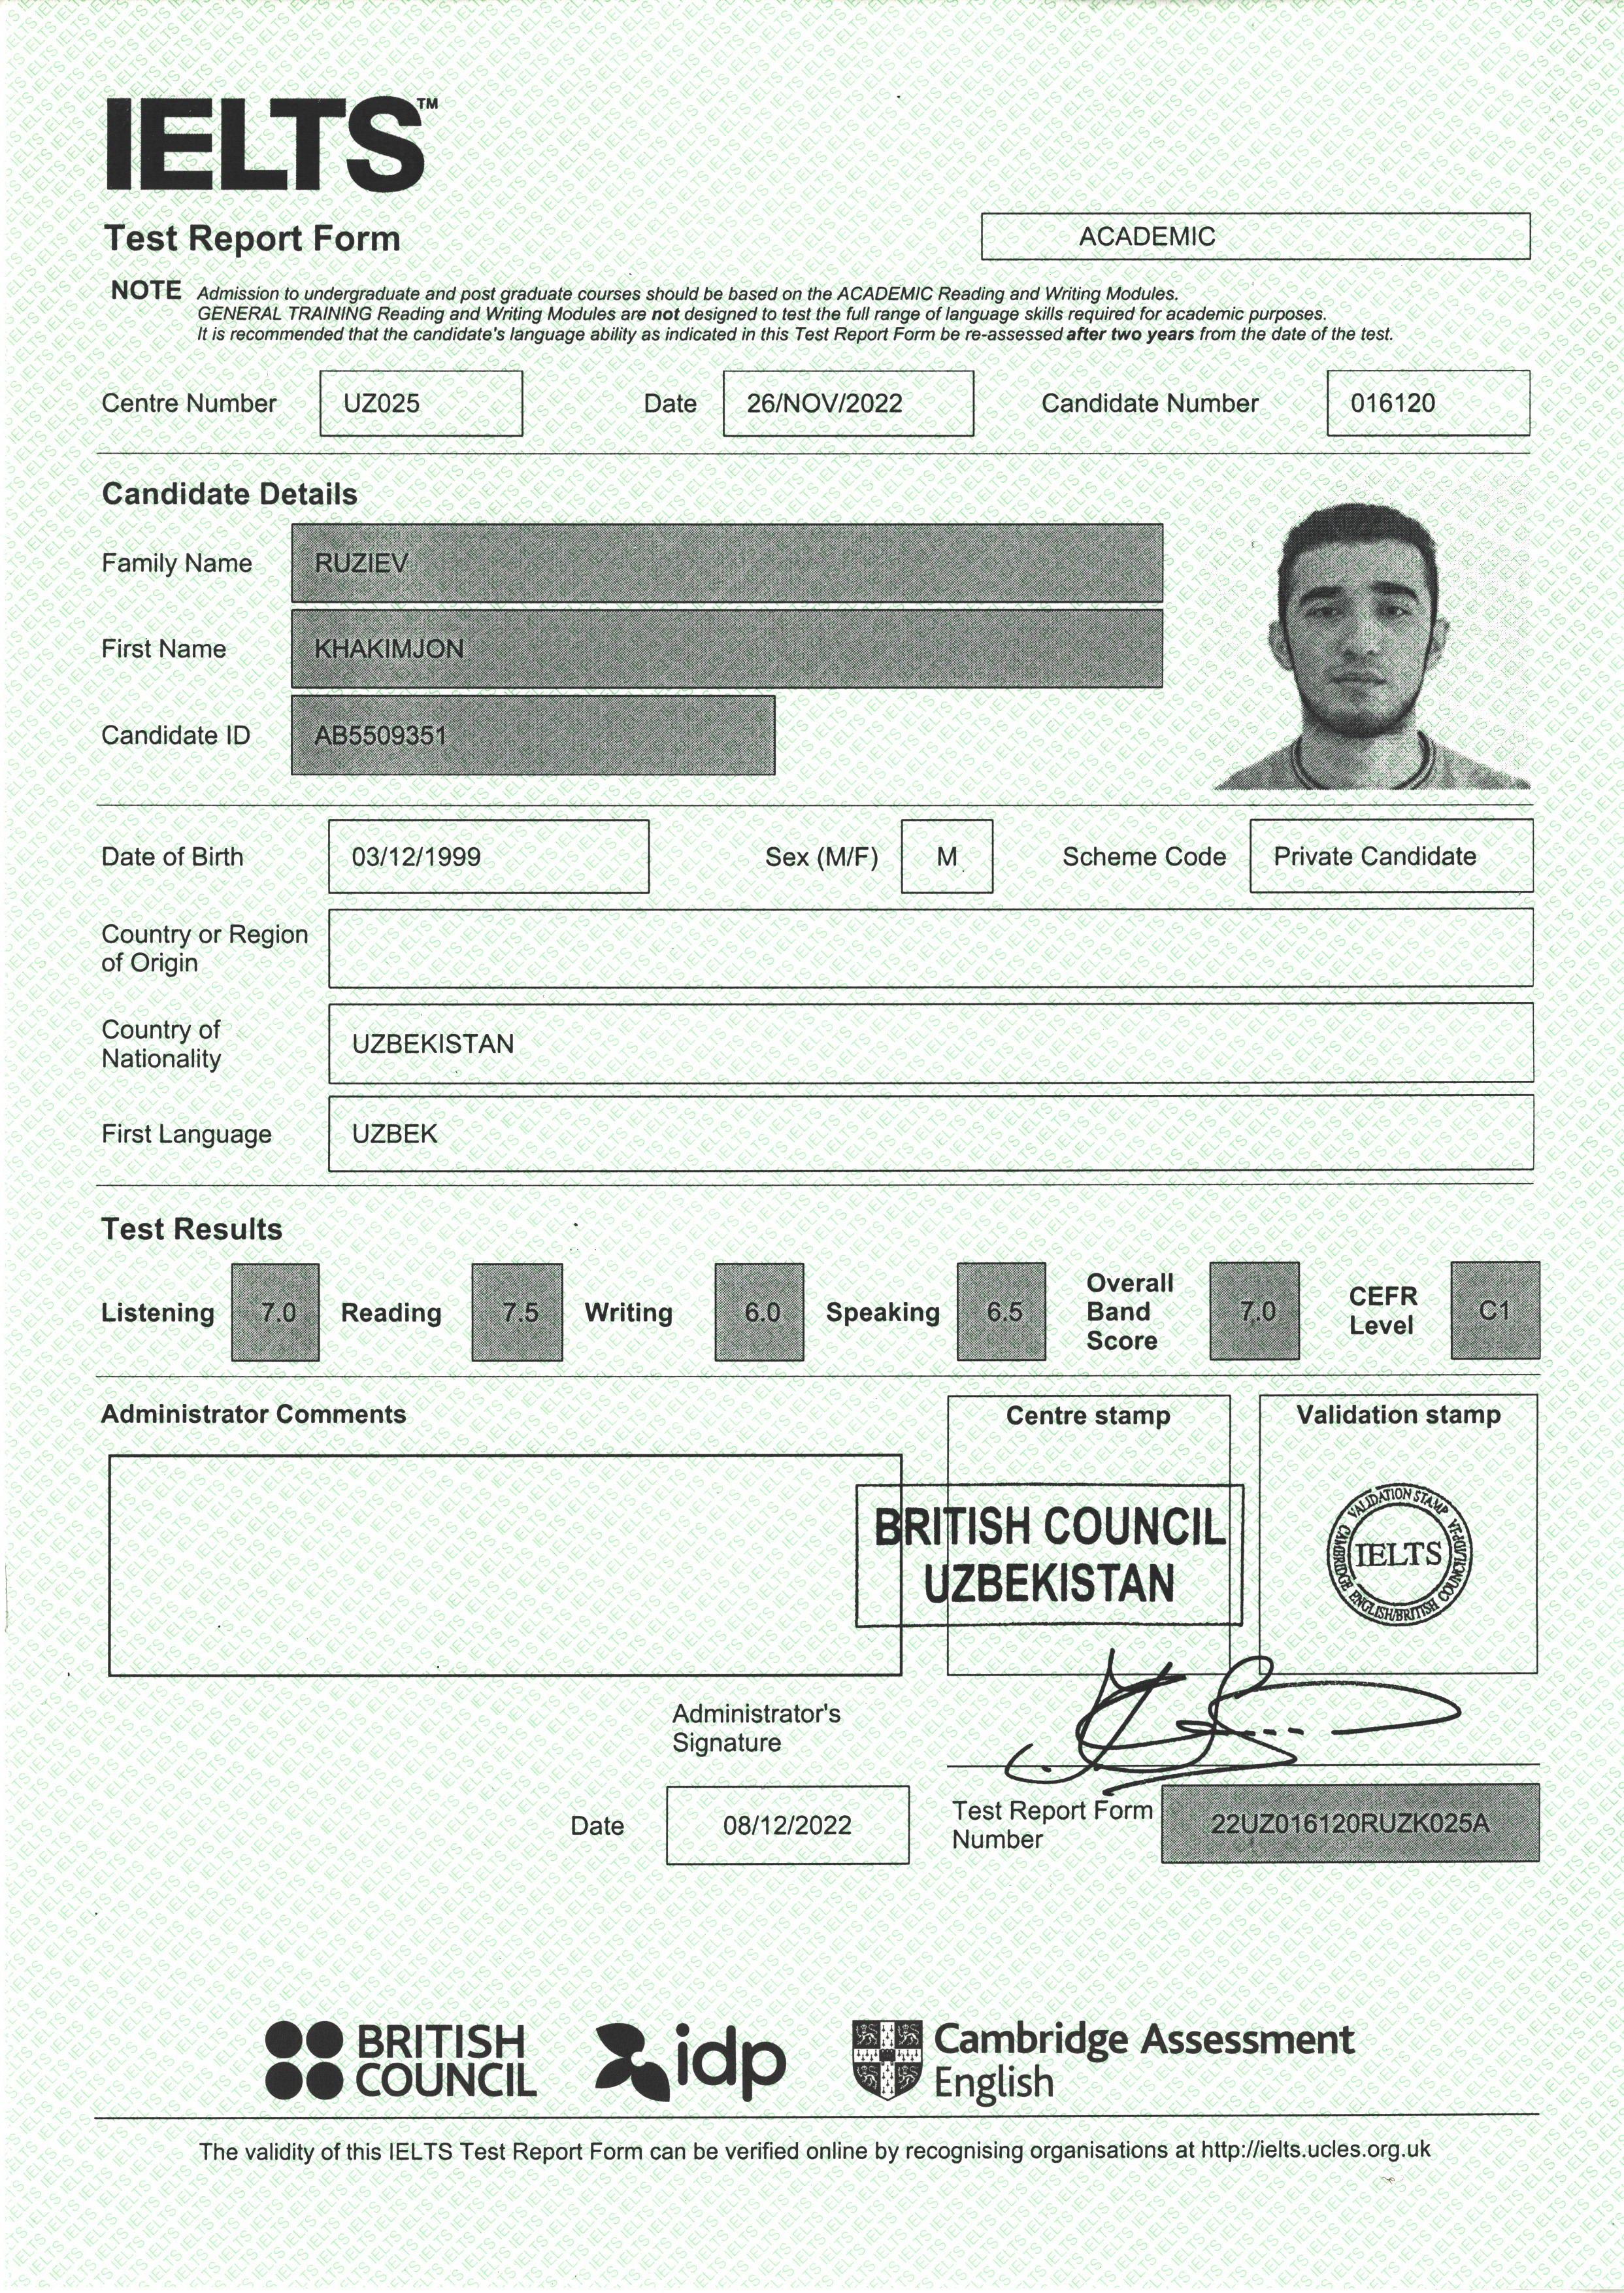 IELTS™
Test Report Form
ACADEMIC
NOTE Admission to undergraduate and post graduate courses should be based on the ACADEMIC Reading and Writing Modules.
GENERAL TRAINING Reading and Writing Modules are not designed to test the full range of language skills required for academic purposes.
It is recommended that the candidate's language ability as indicated in this Test Report Form be re-assessed after two years from the date of the test.
Centre Number UZ025 Date 26/NOV/2022 Candidate Number 016120
Candidate Details
Family Name RUZIEV
First Name KHAKIMJON
Candidate ID AB5509351
Date of Birth 03/12/1999 Sex (M/F) M Scheme Code Private Candidate
Country or Region
of Origin
Country of
Nationality
UZBEKISTAN
First Language UZBEK
Test Results
Listening 7.0 Reading 7.5 Writing 6.0 Speaking 6.5
Overall
Band
Score
7.0
CEFR
Level
C1
Administrator Comments
Centre stamp
BRITISH COUNCIL
UZBEKISTAN
Validation stamp
VALIDATION STAMP
IELTS
CAMBRIDGE ENGLISH/BRITISH COUNCIL/IDP:IA
Administrator's
Signature
Date 08/12/2022
Test Report Form
Number
22UZ016120RUZK025A
BRITISH
COUNCIL
idp
Cambridge Assessment
English
The validity of this IELTS Test Report Form can be verified online by recognising organisations at http://ielts.ucles.org.uk